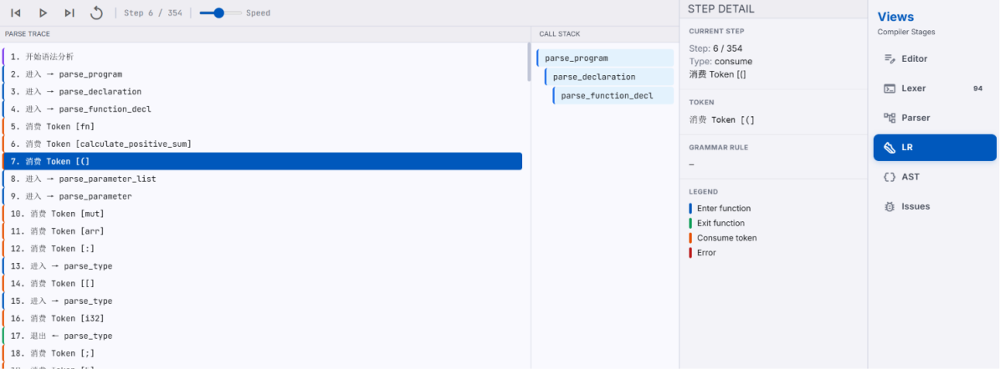 Step 6 / 354
Speed
PARSE TRACE
1. 开始语法分析
2. 进入 → parse_program
3. 进入 → parse_declaration
4. 进入 → parse_function_decl
5. 消费 Token [fn]
6. 消费 Token [calculate_positive_sum]
7. 消费 Token [(]
8. 进入 → parse_parameter_list
9. 进入 → parse_parameter
10. 消费 Token [mut]
11. 消费 Token [arr]
12. 消费 Token [:]
13. 进入 → parse_type
14. 消费 Token [[]
15. 进入 → parse_type
16. 消费 Token [i32]
17. 退出 ← parse_type
18. 消费 Token [;]
CALL STACK
parse_program
parse_declaration
parse_function_decl
STEP DETAIL
CURRENT STEP
Step: 6 / 354
Type: consume
消费 Token [(]
TOKEN
消费 Token [(]
GRAMMAR RULE
—
LEGEND
Enter function
Exit function
Consume token
Error
Views
Compiler Stages
Editor
Lexer 94
Parser
LR
AST
Issues